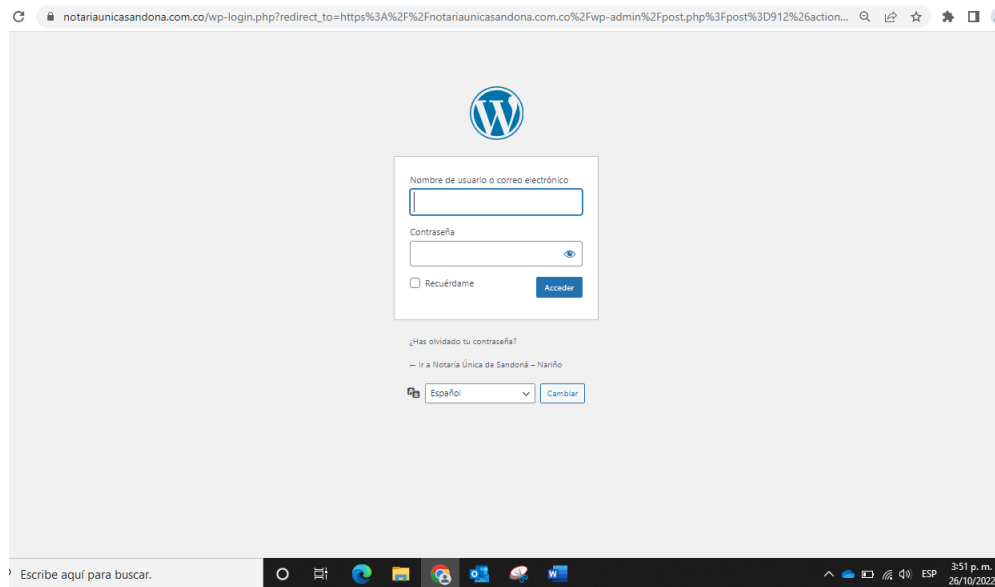 notariaunicasandona.com.co/wp-login.php?redirect_to=https%3A%2F%2Fnotariaunicasandona.com.co%2Fwp-admin%2Fpost.php%3Fpost%3D912%26action...
Nombre de usuario o correo electrónico
Contraseña
Recuérdame
Acceder
¿Has olvidado tu contraseña?
← Ir a Notaría Única de Sandoná – Nariño
Español
Cambiar
Escribe aquí para buscar.
ESP
3:51 p. m.
26/10/2022